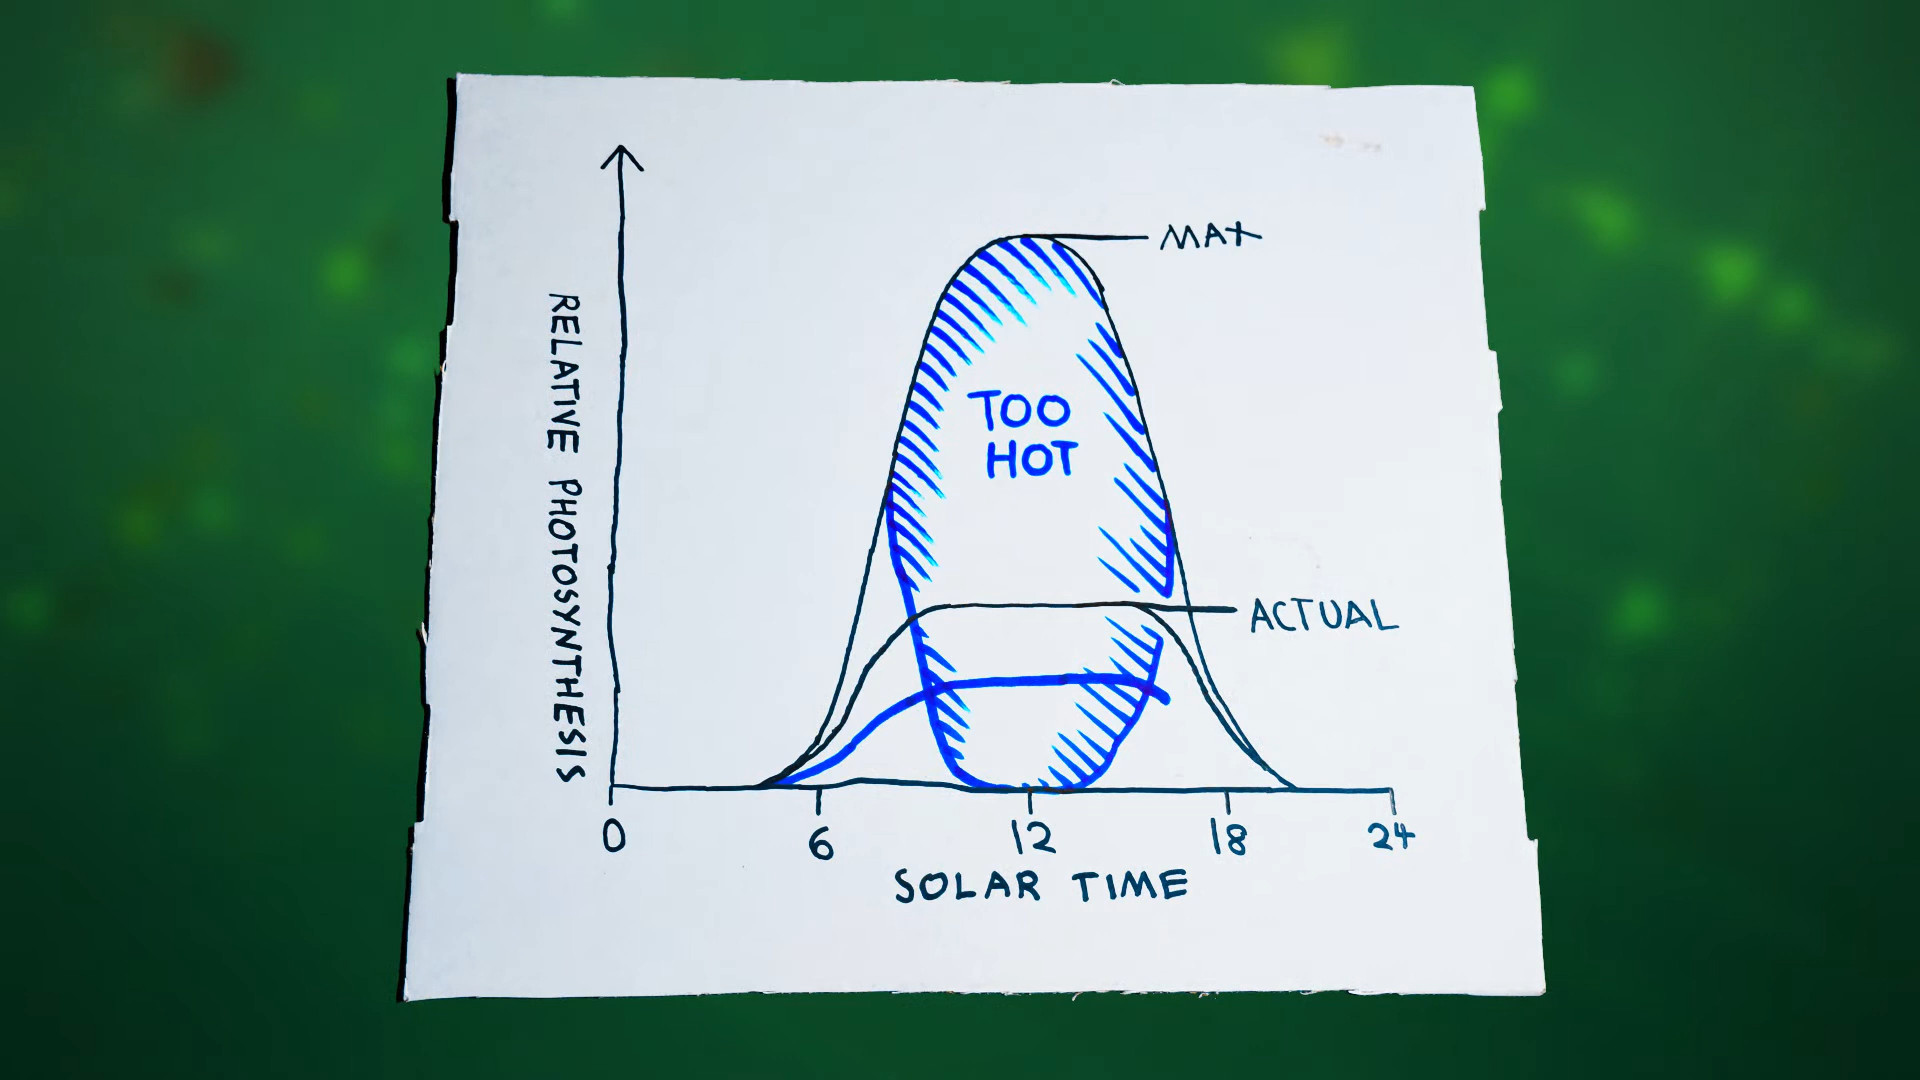 MAX
TOO
HOT
ACTUAL
RELATIVE PHOTOSYNTHESIS
0
6
12
18
24
SOLAR TIME